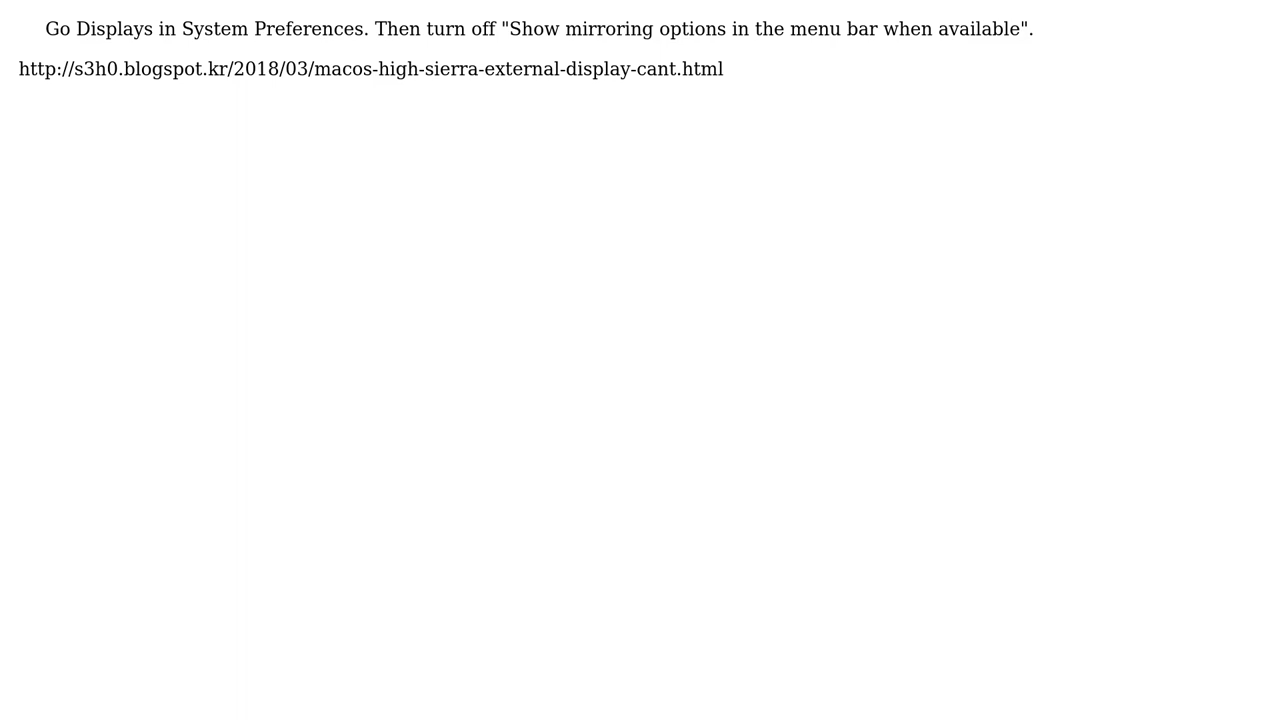 Go Displays in System Preferences. Then turn off "Show mirroring options in the menu bar when available".
http://s3h0.blogspot.kr/2018/03/macos-high-sierra-external-display-cant.html